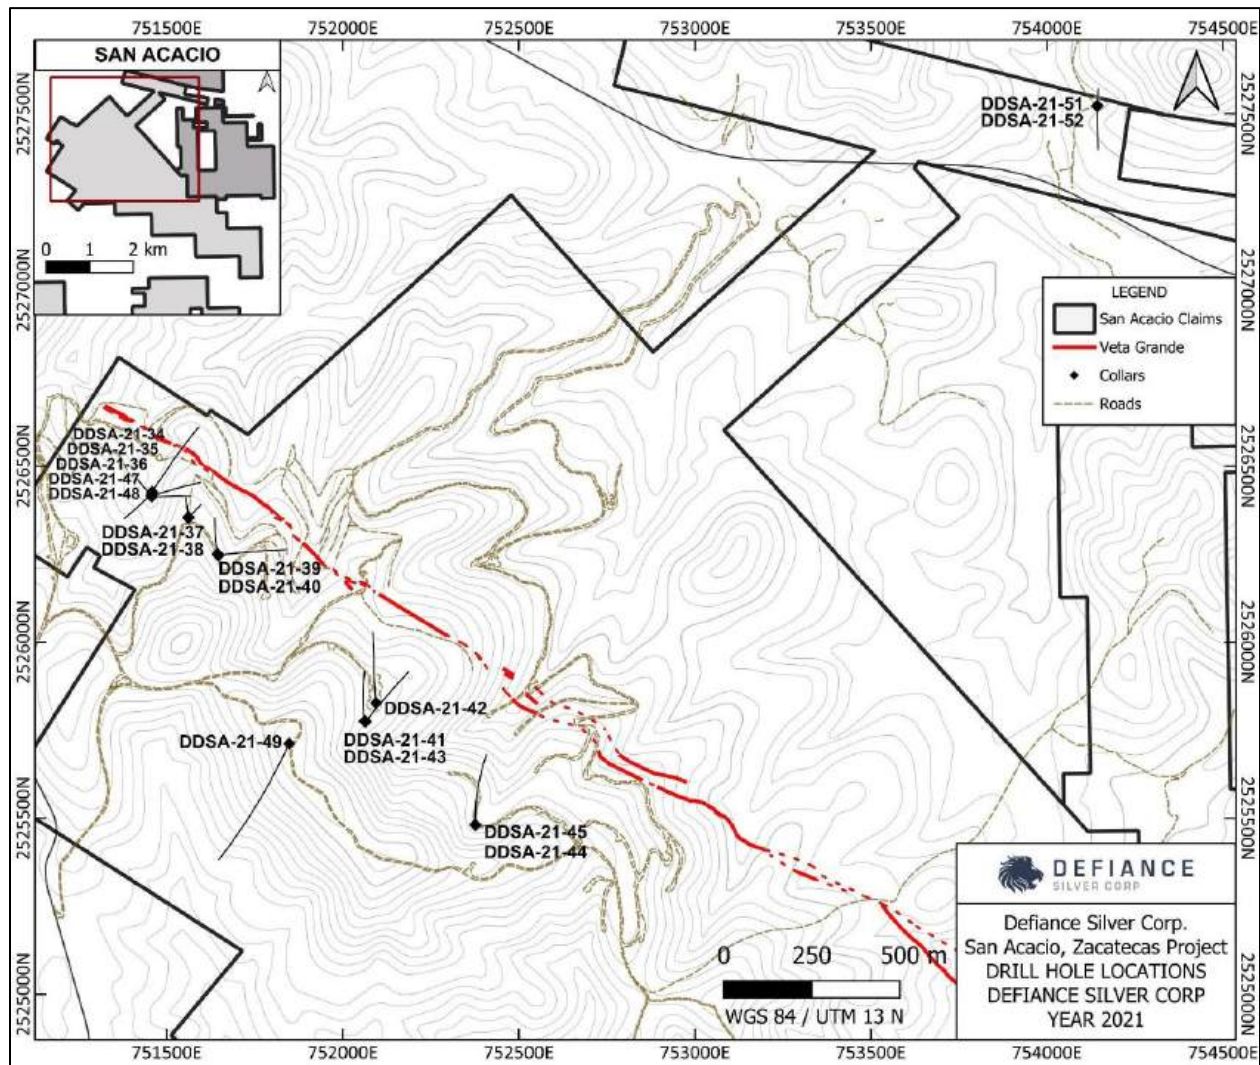 751500E 752000E 752500E 753000E 753500E 754000E 754500E
SAN ACACIO
0 1 2 km
2527500N
2527000N
2526500N
2526000N
2525500N
2525000N
DDSA-21-51
DDSA-21-52
2527500N
2527000N
2526500N
2526000N
2525500N
2525000N
LEGEND
San Acacio Claims
Veta Grande
Collars
Roads
DDSA-21-34
DDSA-21-35
DDSA-21-36
DDSA-21-47
DDSA-21-48
DDSA-21-37
DDSA-21-38
DDSA-21-39
DDSA-21-40
DDSA-21-42
DDSA-21-49
DDSA-21-41
DDSA-21-43
DDSA-21-45
DDSA-21-44
0 250 500 m
WGS 84 / UTM 13 N
DEFIANCE
SILVER CORP
Defiance Silver Corp.
San Acacio, Zacatecas Project
DRILL HOLE LOCATIONS
DEFIANCE SILVER CORP
YEAR 2021
751500E 752000E 752500E 753000E 753500E 754000E 754500E